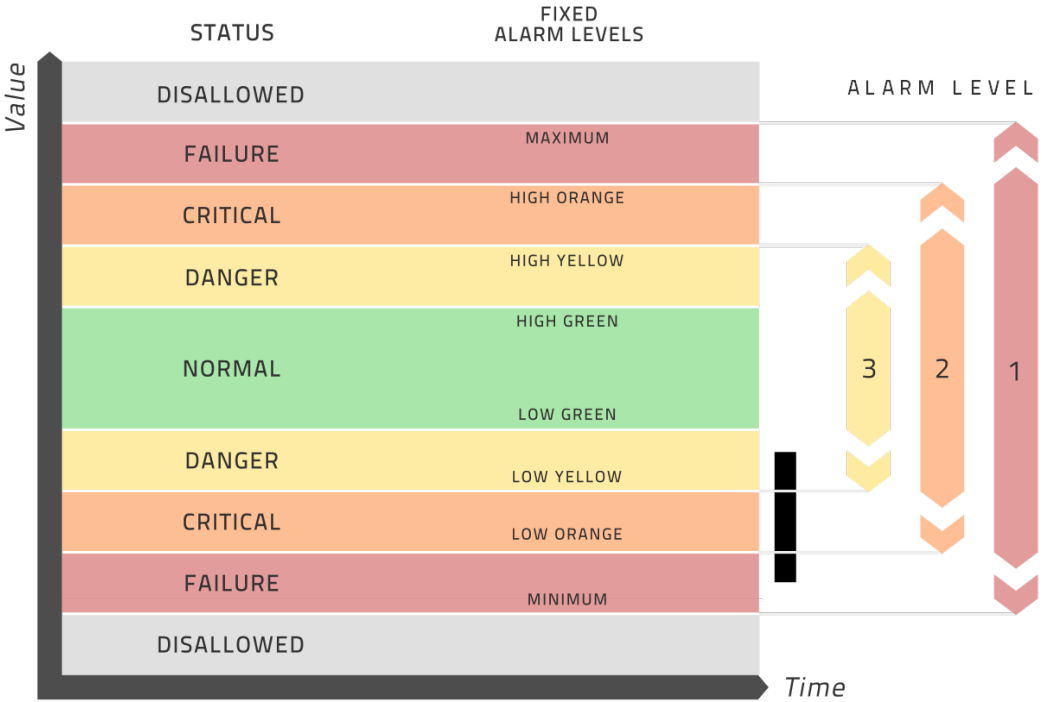 STATUS
FIXED
ALARM LEVELS
Value
DISALLOWED
ALARM LEVEL
MAXIMUM
FAILURE
HIGH ORANGE
CRITICAL
HIGH YELLOW
DANGER
HIGH GREEN
NORMAL
3
2
1
LOW GREEN
DANGER
LOW YELLOW
CRITICAL
LOW ORANGE
FAILURE
MINIMUM
DISALLOWED
Time